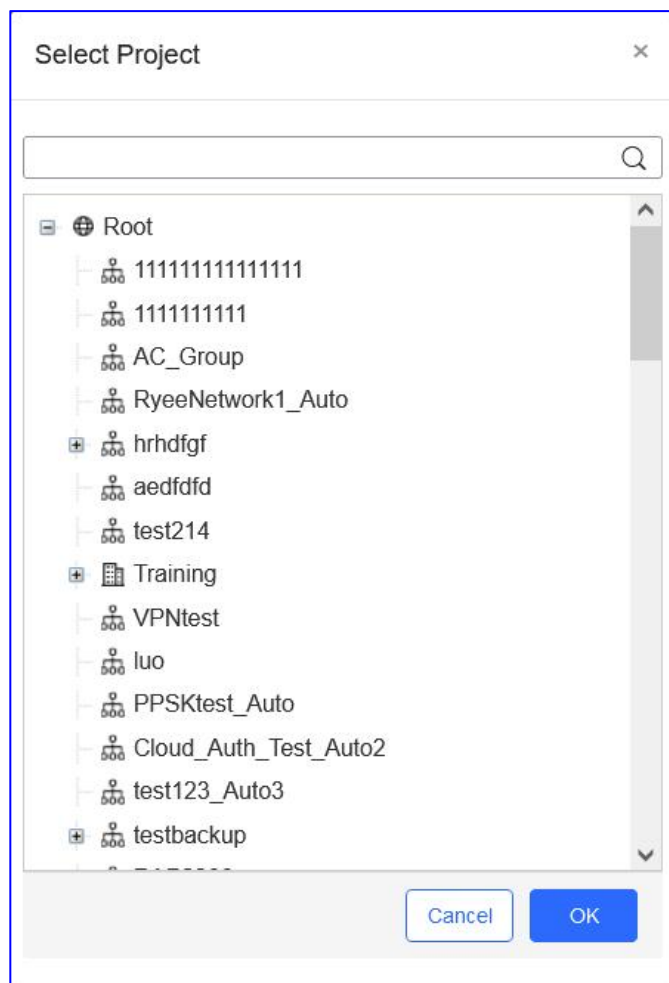 Select Project
Root
111111111111111
1111111111
AC_Group
RyeeNetwork1_Auto
hrhdfgf
aedfdfd
test214
Training
VPNtest
luo
PPSKtest_Auto
Cloud_Auth_Test_Auto2
test123_Auto3
testbackup
Cancel OK